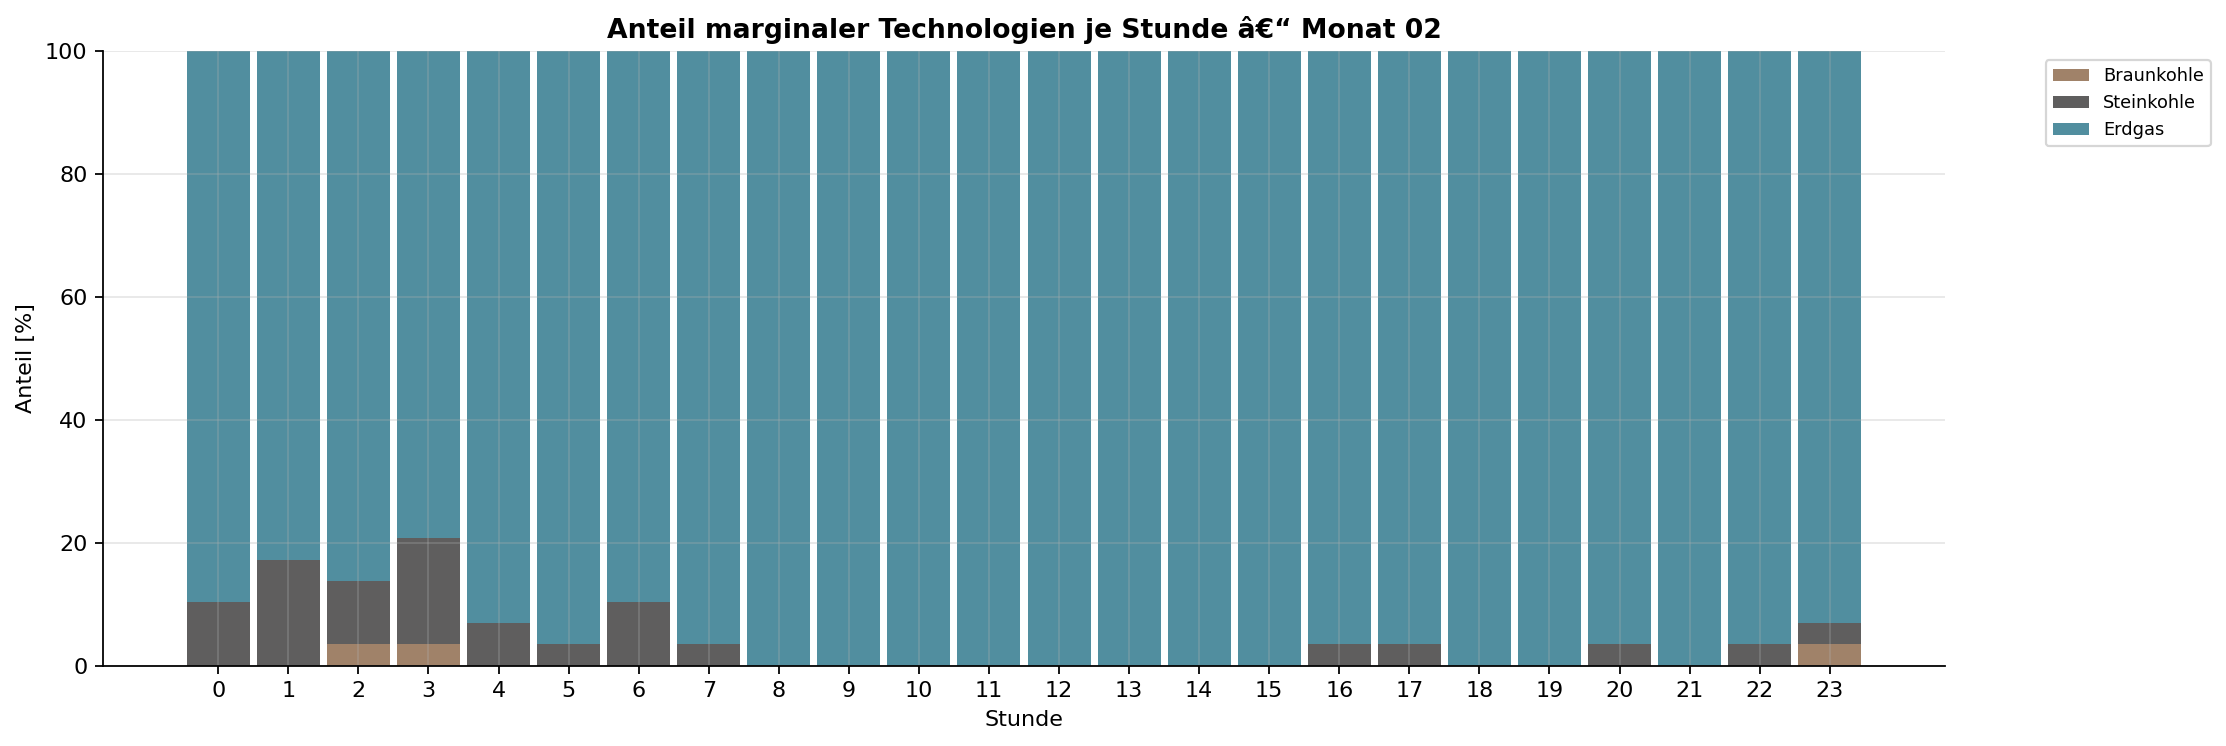 Anteil marginaler Technologien je Stunde â€“ Monat 02
Braunkohle
Steinkohle
Erdgas
Anteil [%]
100
80
60
40
20
0
0 1 2 3 4 5 6 7 8 9 10 11 12 13 14 15 16 17 18 19 20 21 22 23
Stunde